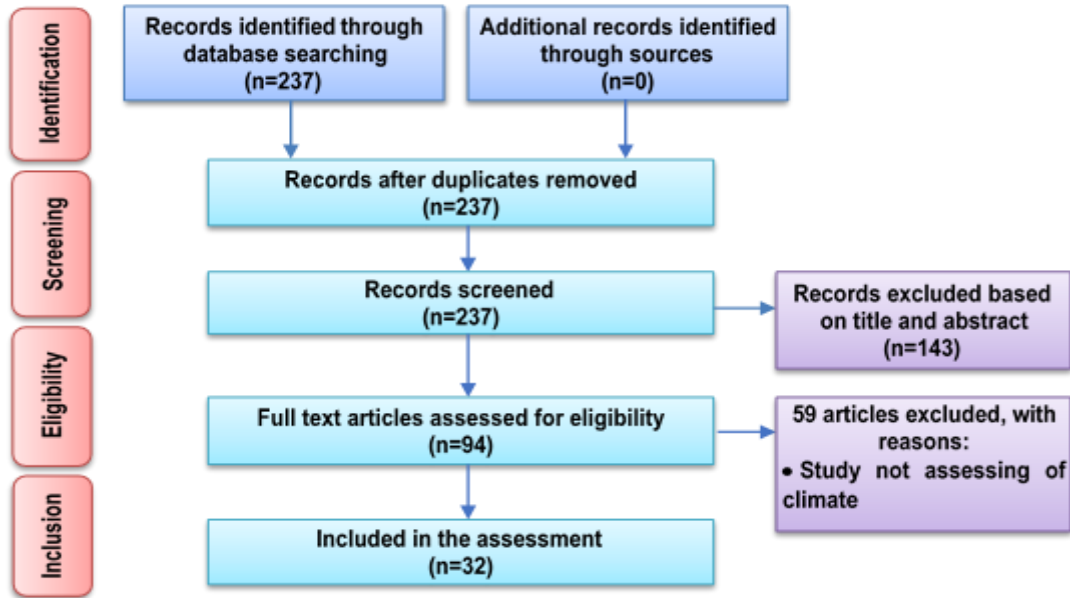 Identification
Records identified through
database searching
(n=237)
Additional records identified
through sources
(n=0)
Screening
Records after duplicates removed
(n=237)
Records screened
(n=237)
Records excluded based
on title and abstract
(n=143)
Eligibility
Full text articles assessed for eligibility
(n=94)
59 articles excluded, with
reasons:
• Study not assessing of
climate
Inclusion
Included in the assessment
(n=32)